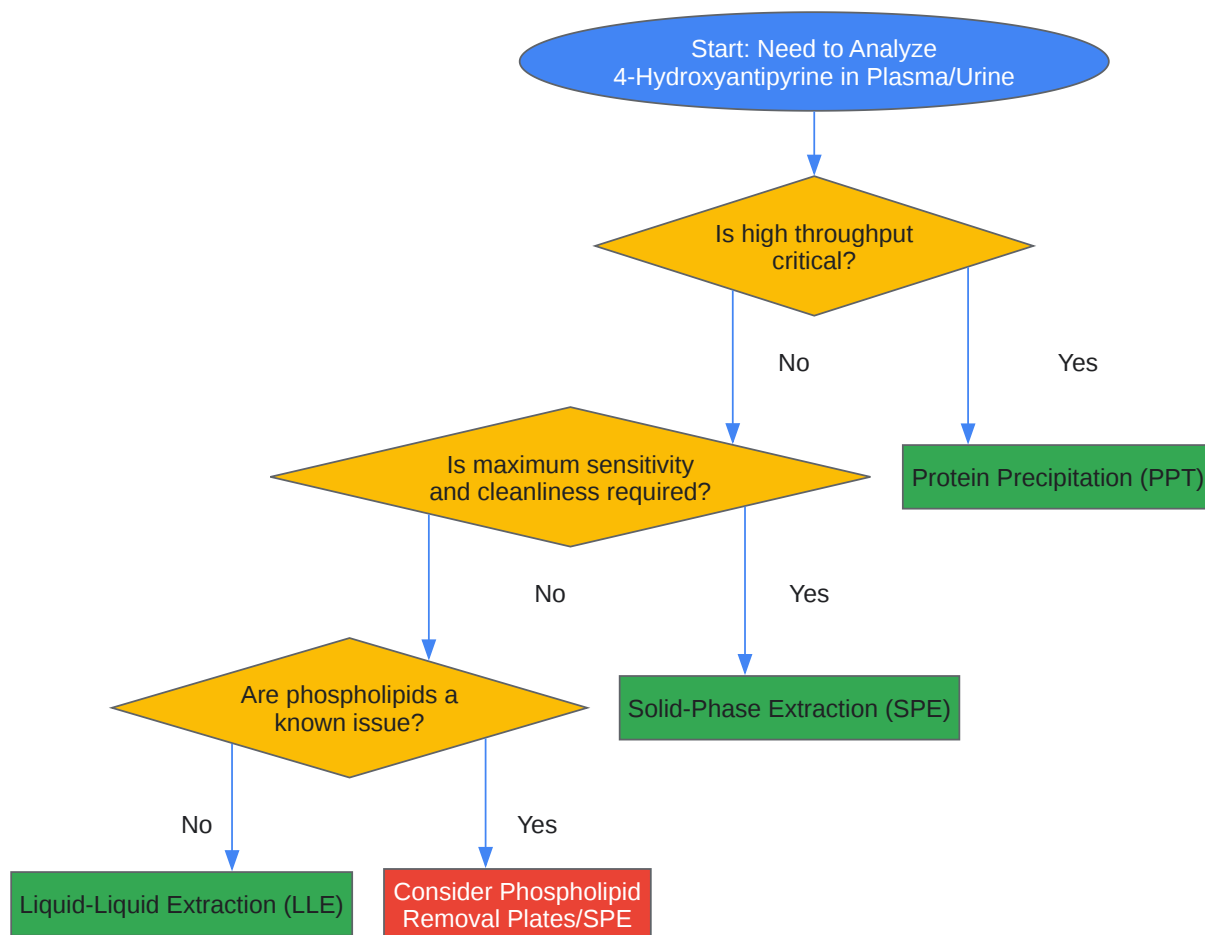 Start: Need to Analyze
4-Hydroxyantipyrine in Plasma/Urine
Is high throughput
critical?
No
Yes
Is maximum sensitivity
and cleanliness required?
Protein Precipitation (PPT)
No
Yes
Are phospholipids a
known issue?
Solid-Phase Extraction (SPE)
No
Yes
Liquid-Liquid Extraction (LLE)
Consider Phospholipid
Removal Plates/SPE